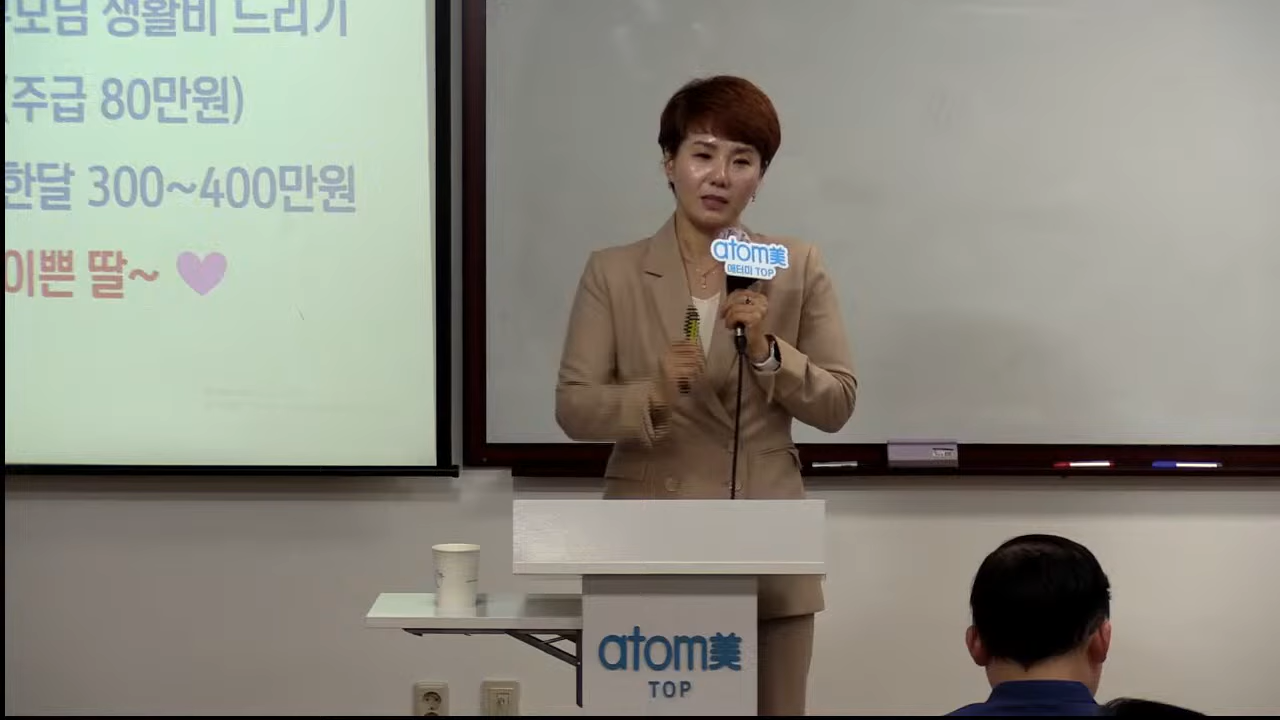 부모님 생활비 드리기
(주급 80만원)
한달 300~400만원
이쁜 딸~
atom美
애터미 TOP
atom美
TOP